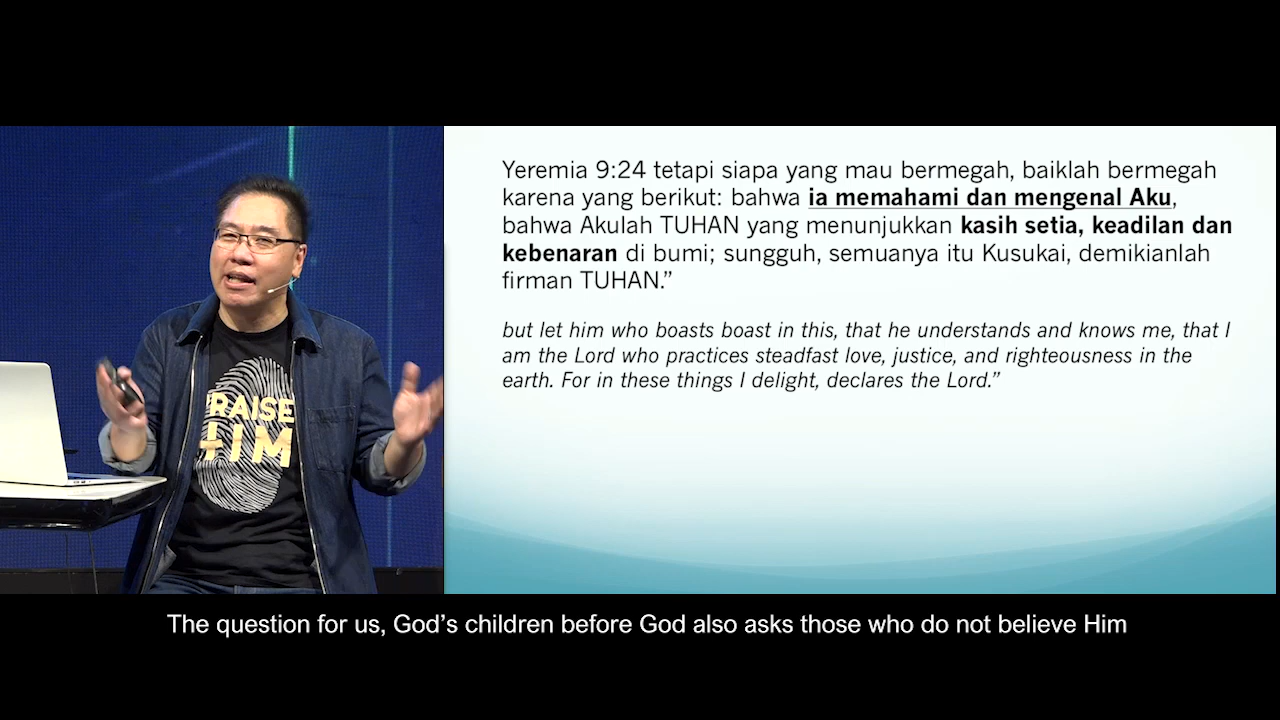 Yeremia 9:24 tetapi siapa yang mau bermegah, baiklah bermegah
karena yang berikut: bahwa ia memahami dan mengenal Aku,
bahwa Akulah TUHAN yang menunjukkan kasih setia, keadilan dan
kebenaran di bumi; sungguh, semuanya itu Kusukai, demikianlah
firman TUHAN.”
but let him who boasts boast in this, that he understands and knows me, that I
am the Lord who practices steadfast love, justice, and righteousness in the
earth. For in these things I delight, declares the Lord.”
RAISE
HIM
The question for us, God’s children before God also asks those who do not believe Him